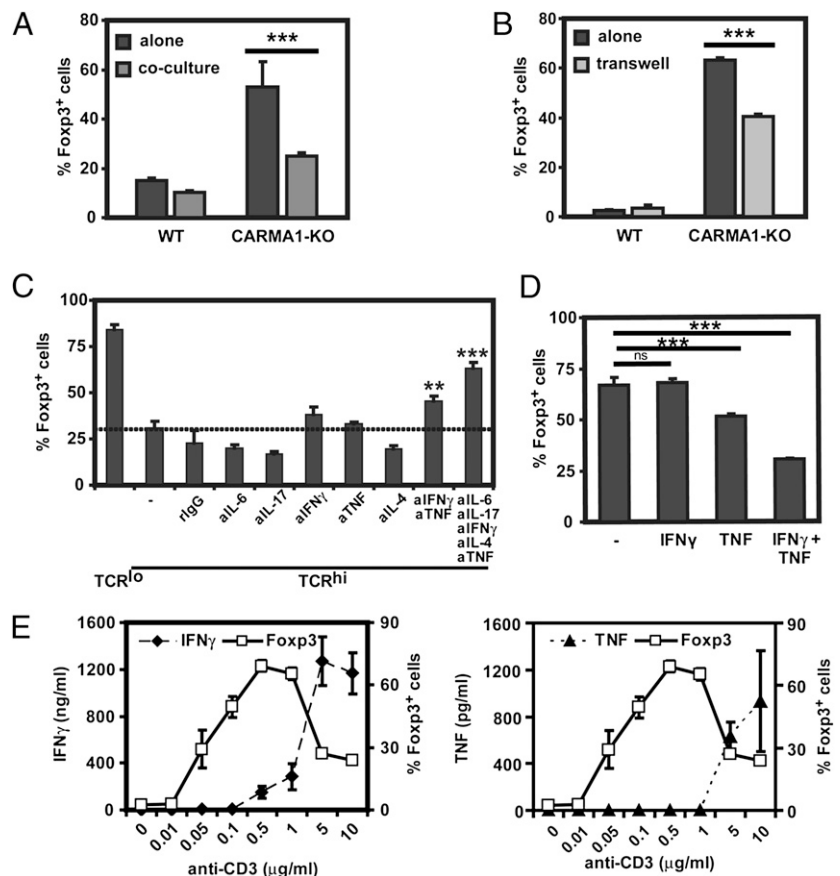 A
alone
co-culture
***
% Foxp3+ cells
80
60
40
20
0
WT
CARMA1-KO
B
alone
transwell
***
% Foxp3+ cells
80
60
40
20
0
WT
CARMA1-KO
C
% Foxp3+ cells
100
75
50
25
0
**
***
-
rIgG
aIL-6
aIL-17
aIFNγ
aTNF
aIL-4
aIFNγ
aTNF
aIL-6
aIL-17
aIFNγ
aIL-4
aTNF
TCRlo
TCRhi
D
% Foxp3+ cells
100
75
50
25
0
***
***
ns
-
IFNγ
TNF
IFNγ +
TNF
E
IFNγ
Foxp3
IFNγ (ng/ml)
1600
1200
800
400
0
% Foxp3+ cells
90
60
30
0
0
0.01
0.05
0.1
0.5
1
5
10
anti-CD3 (μg/ml)
TNF
Foxp3
TNF (pg/ml)
1600
1200
800
400
0
% Foxp3+ cells
90
60
30
0
0
0.01
0.05
0.1
0.5
1
5
10
anti-CD3 (μg/ml)